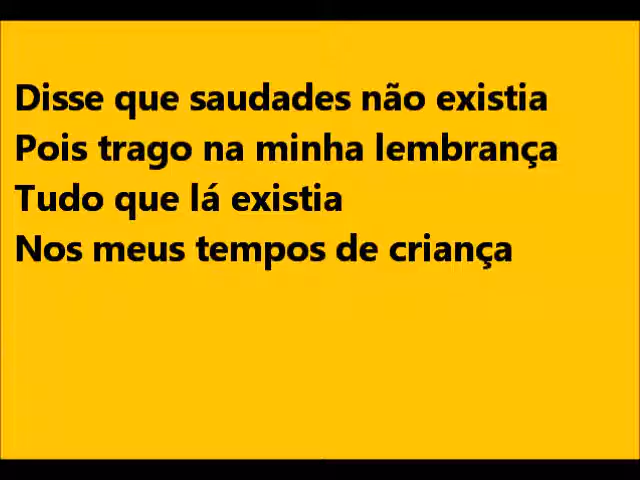 Disse que saudades não existia
Pois trago na minha lembrança
Tudo que lá existia
Nos meus tempos de criança